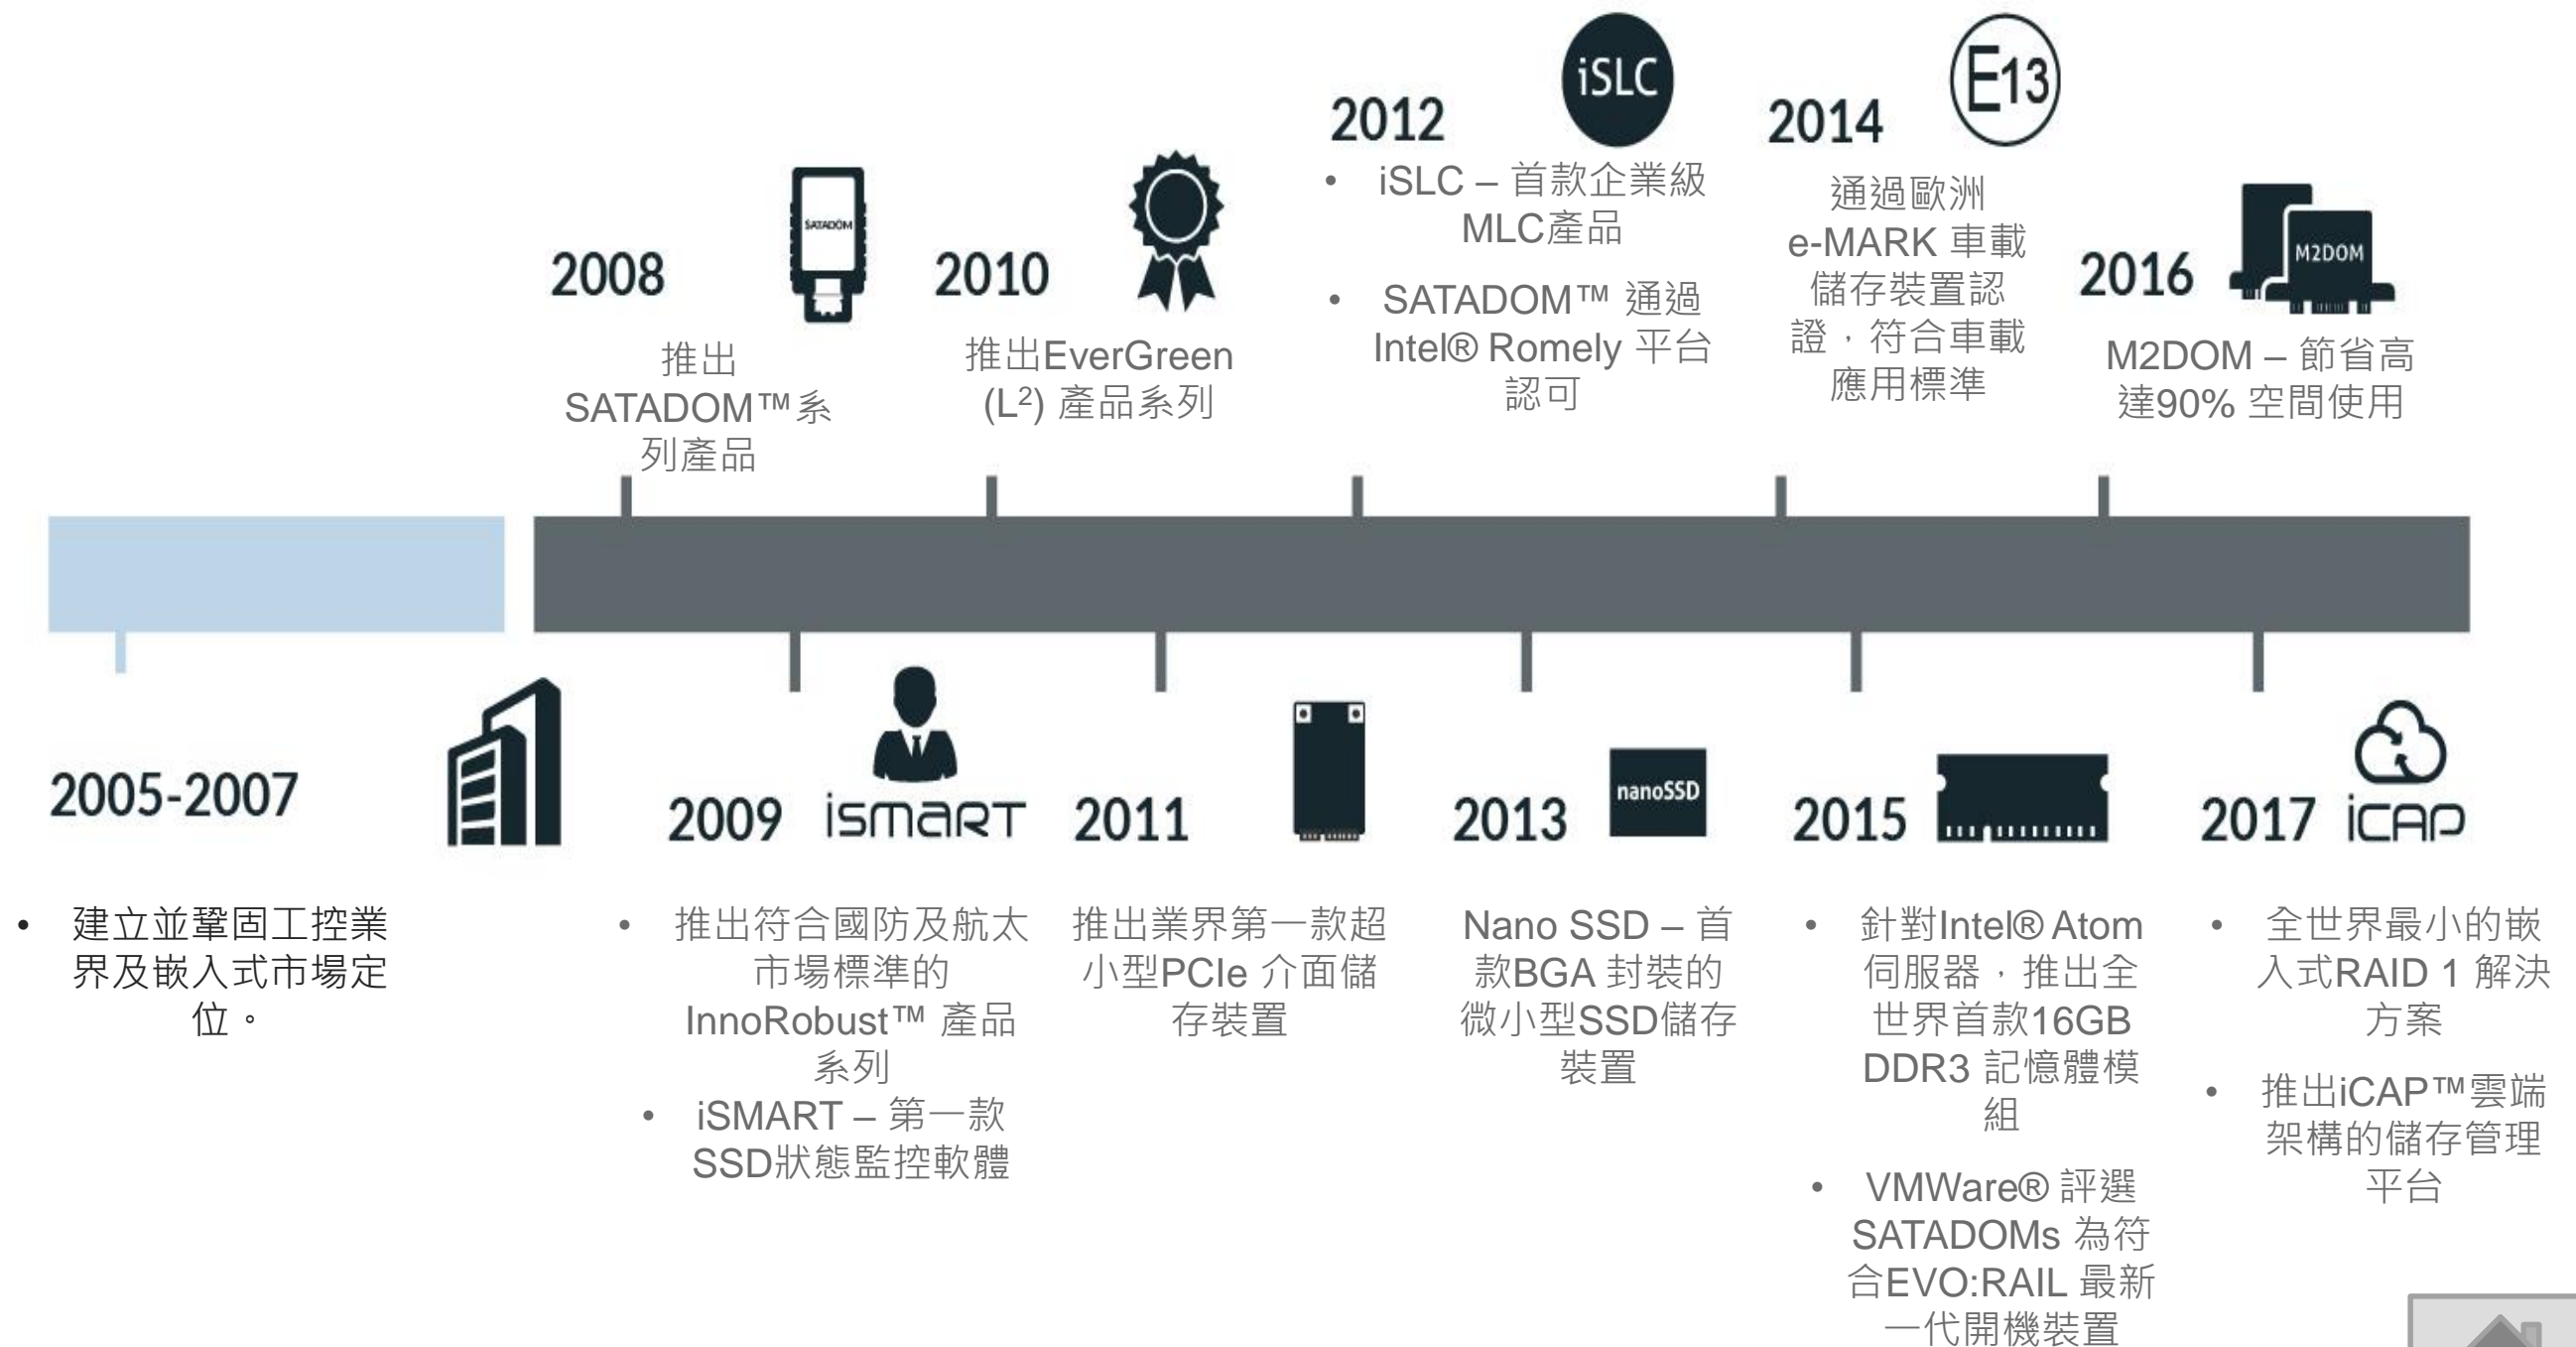 2008
SATADOM
推出
SATADOM™系
列產品
2010
推出EverGreen
(L²) 產品系列
2012
iSLC
• iSLC – 首款企業級
MLC產品
• SATADOM™ 通過
Intel® Romely 平台
認可
2014
E13
通過歐洲
e-MARK 車載
儲存裝置認
證，符合車載
應用標準
2016
M2DOM
M2DOM – 節省高
達90% 空間使用
2005-2007
• 建立並鞏固工控業
界及嵌入式市場定
位。
2009
ismart
• 推出符合國防及航太
市場標準的
InnoRobust™ 產品
系列
• iSMART – 第一款
SSD狀態監控軟體
2011
推出業界第一款超
小型PCIe 介面儲
存裝置
2013
nanoSSD
Nano SSD – 首
款BGA 封裝的
微小型SSD儲存
裝置
2015
• 針對Intel® Atom
伺服器，推出全
世界首款16GB
DDR3 記憶體模
組
• VMWare® 評選
SATADOMs 為符
合EVO:RAIL 最新
一代開機裝置
2017
iCAP
• 全世界最小的嵌
入式RAID 1 解決
方案
• 推出iCAP™雲端
架構的儲存管理
平台